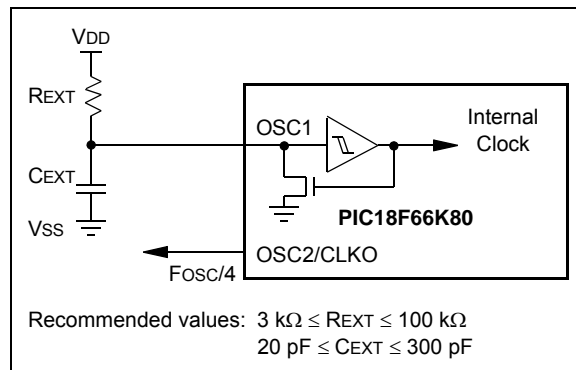 VDD
REXT
OSC1
Internal
Clock
CEXT
PIC18F66K80
VSS
OSC2/CLKO
FOSC/4
Recommended values: 3 kΩ ≤ REXT ≤ 100 kΩ
20 pF ≤ CEXT ≤ 300 pF